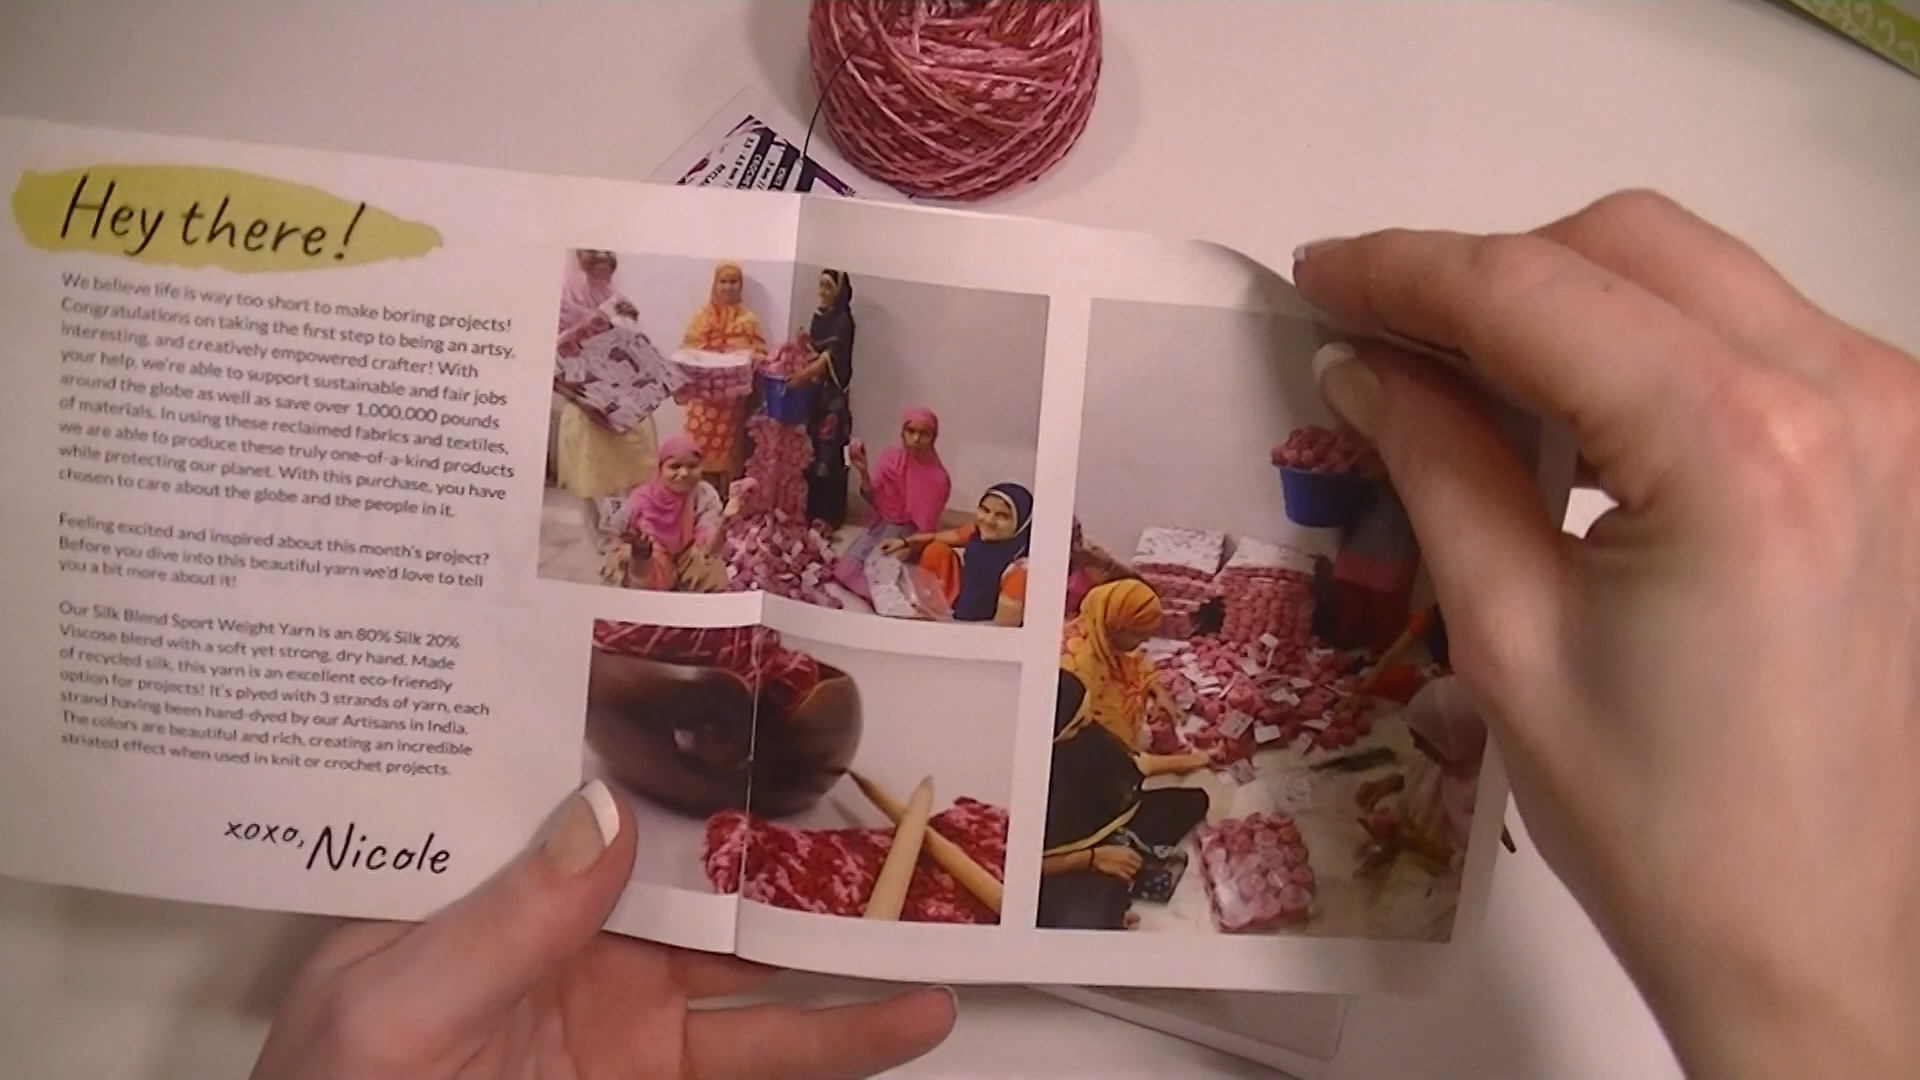 Hey there!
We believe life is way too short to make boring projects!
Congratulations on taking the first step to being an artsy,
interesting, and creatively empowered crafter! With
your help, we're able to support sustainable and fair jobs
around the globe as well as save over 1,000,000 pounds
of materials. In using these reclaimed fabrics and textiles,
we are able to produce these truly one-of-a-kind products
while protecting our planet. With this purchase, you have
chosen to care about the globe and the people in it.
Feeling excited and inspired about this month's project?
Before you dive into this beautiful yarn we'd love to tell
you a bit more about it!
Our Silk Blend Sport Weight Yarn is an 80% Silk 20%
Viscose blend with a soft yet strong, dry hand. Made
of recycled silk, this yarn is an excellent eco-friendly
option for projects! It's plyed with 3 strands of yarn, each
strand having been hand-dyed by our Artisans in India.
The colors are beautiful and rich, creating an incredible
striated effect when used in knit or crochet projects.
xoxo, Nicole